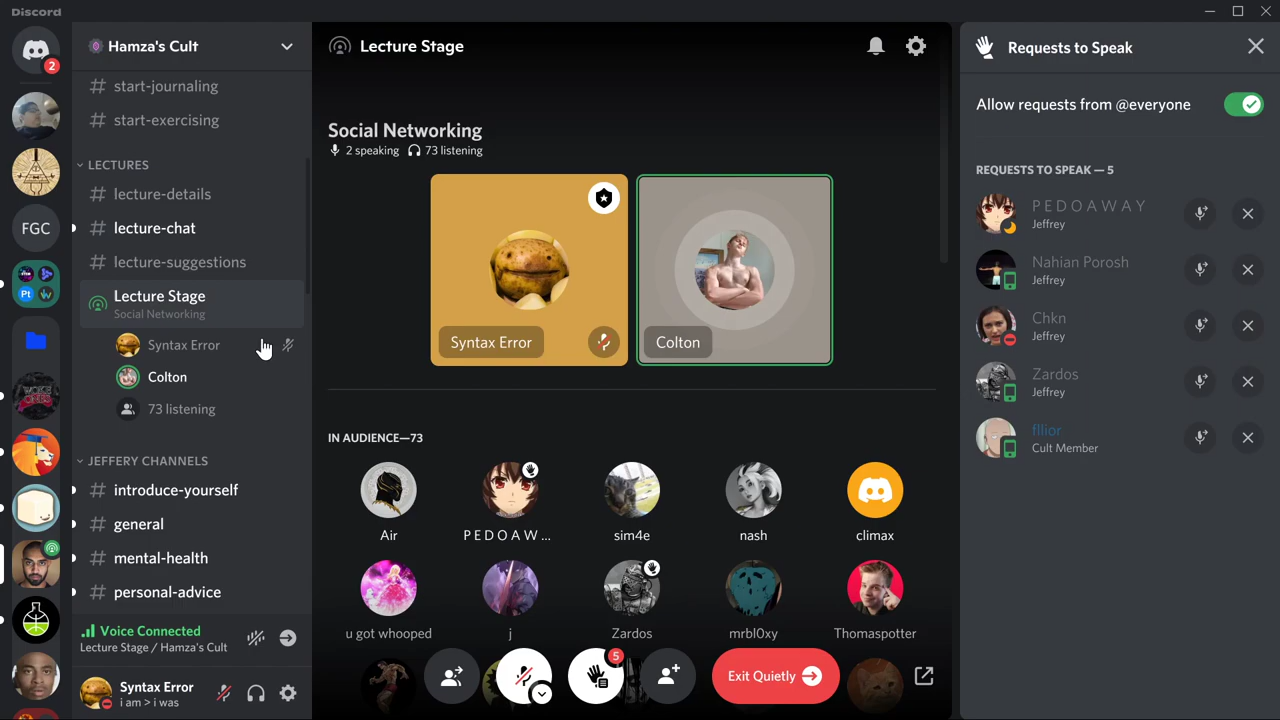 Discord
2
FGC
Hamza's Cult
start-journaling
start-exercising
LECTURES
lecture-details
lecture-chat
lecture-suggestions
Lecture Stage
Social Networking
Syntax Error
Colton
73 listening
JEFFERY CHANNELS
introduce-yourself
general
mental-health
personal-advice
Voice Connected
Lecture Stage / Hamza's Cult
Syntax Error
i am > i was
Lecture Stage
Social Networking
2 speaking 73 listening
Syntax Error
Colton
IN AUDIENCE—73
Air
P E D O A W ...
sim4e
nash
climax
u got whooped
j
Zardos
mrbl0xy
Thomaspotter
5
Exit Quietly
Requests to Speak
Allow requests from @everyone
REQUESTS TO SPEAK — 5
P E D O A W A Y
Jeffrey
Nahian Porosh
Jeffrey
Chkn
Jeffrey
Zardos
Jeffrey
fllior
Cult Member